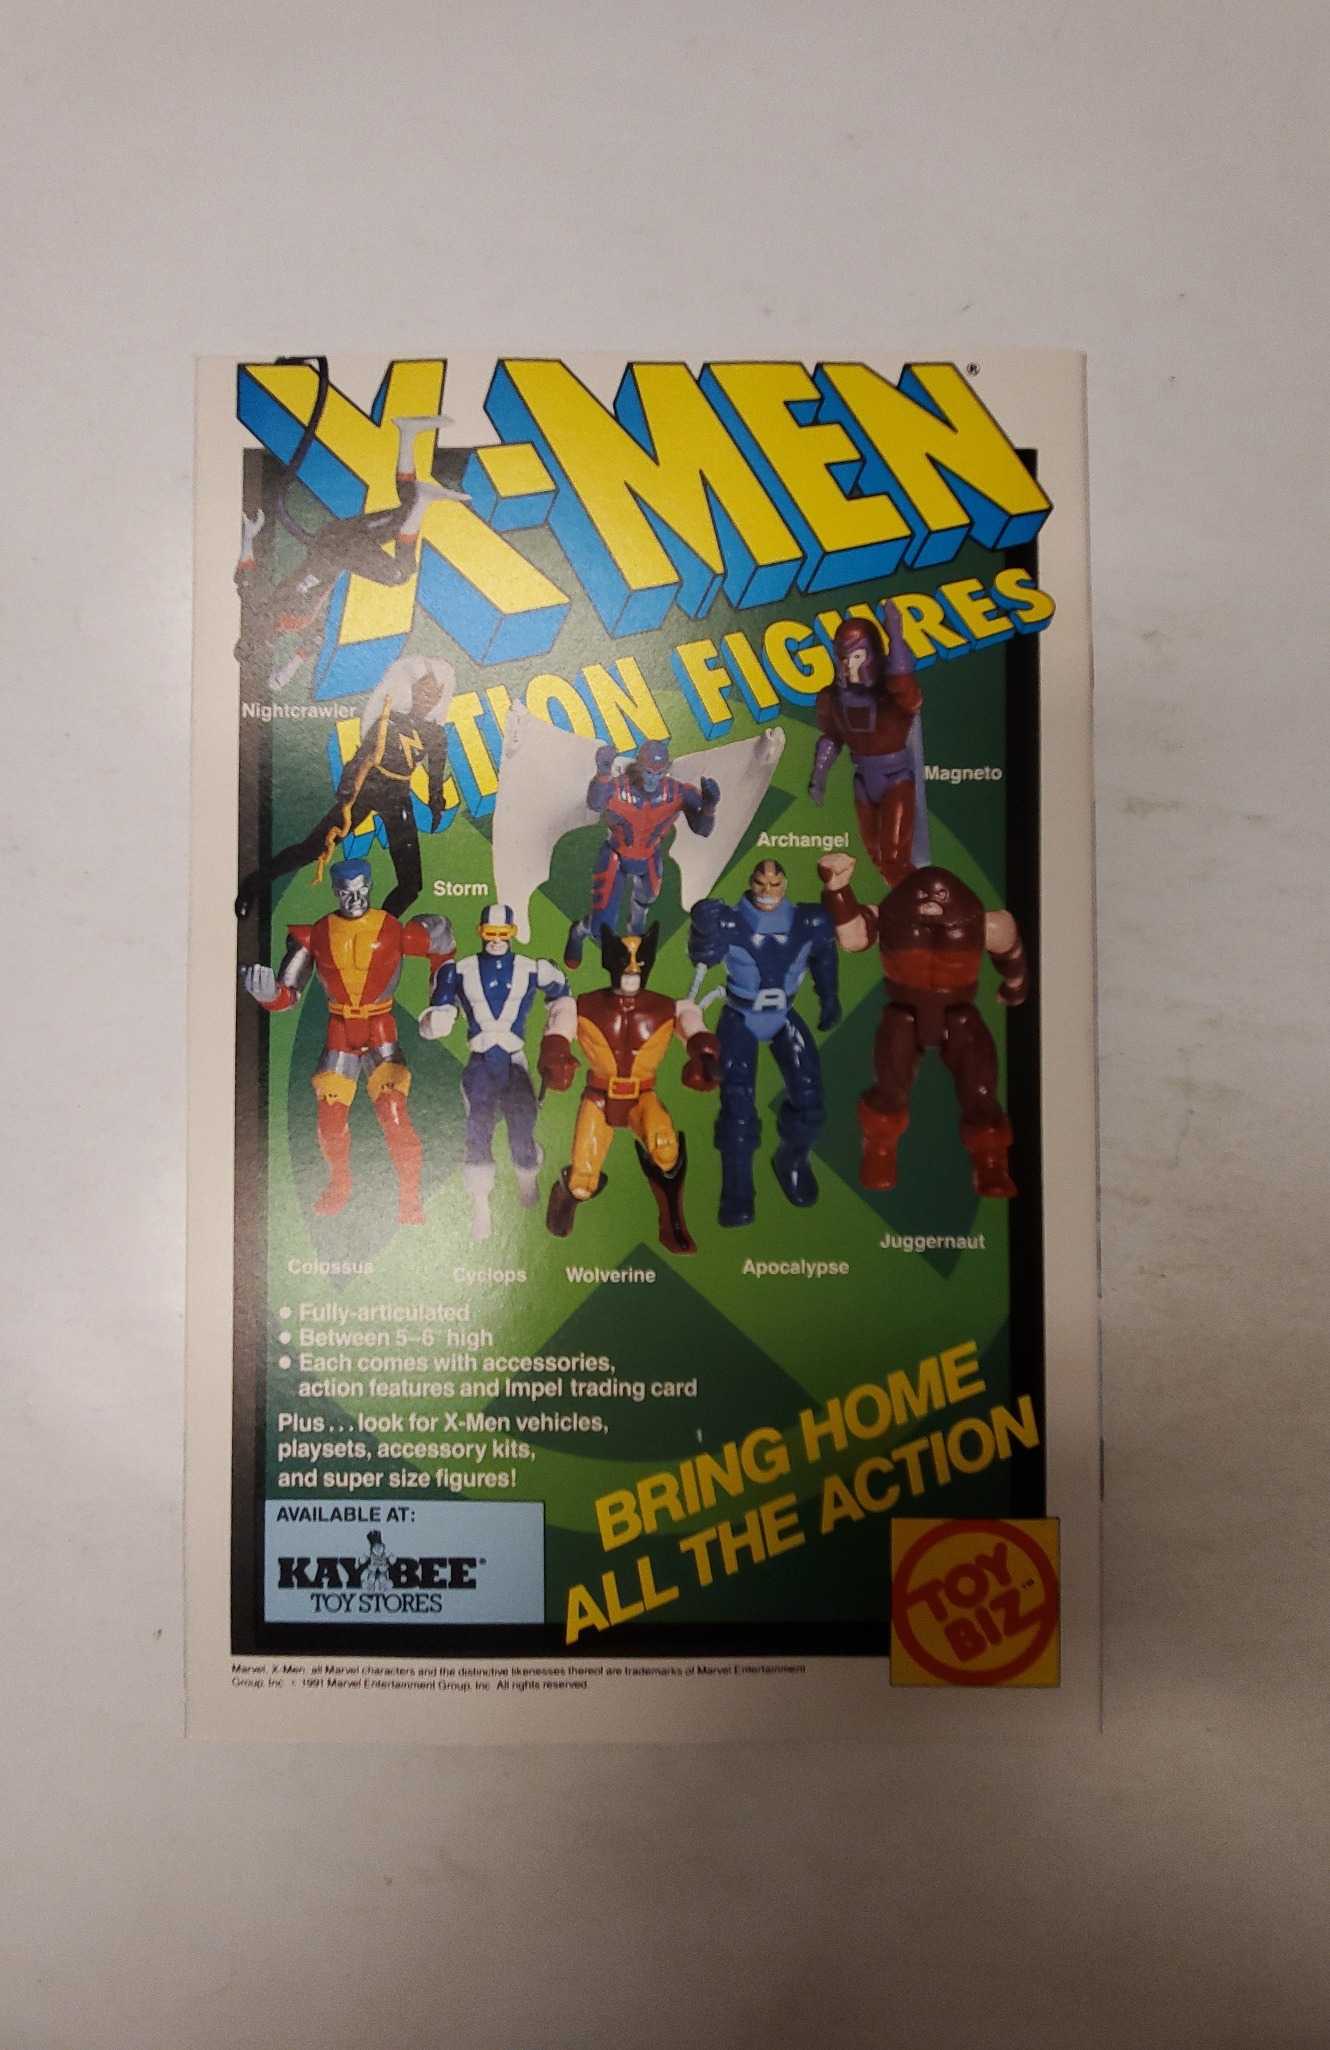 X-MEN®
ACTION FIGURES
Nightcrawler
Magneto
Archangel
Storm
Juggernaut
Colossus
Cyclops
Wolverine
Apocalypse
• Fully-articulated
• Between 5–6" high
• Each comes with accessories,
action features and Impel trading card
Plus...look for X-Men vehicles,
playsets, accessory kits,
and super size figures!
BRING HOME
ALL THE ACTION
AVAILABLE AT:
KAY BEE®
TOY STORES
TOY
BIZ™
Marvel, X-Men, all Marvel characters and the distinctive likenesses thereof are trademarks of Marvel Entertainment
Group, Inc. © 1991 Marvel Entertainment Group, Inc. All rights reserved.